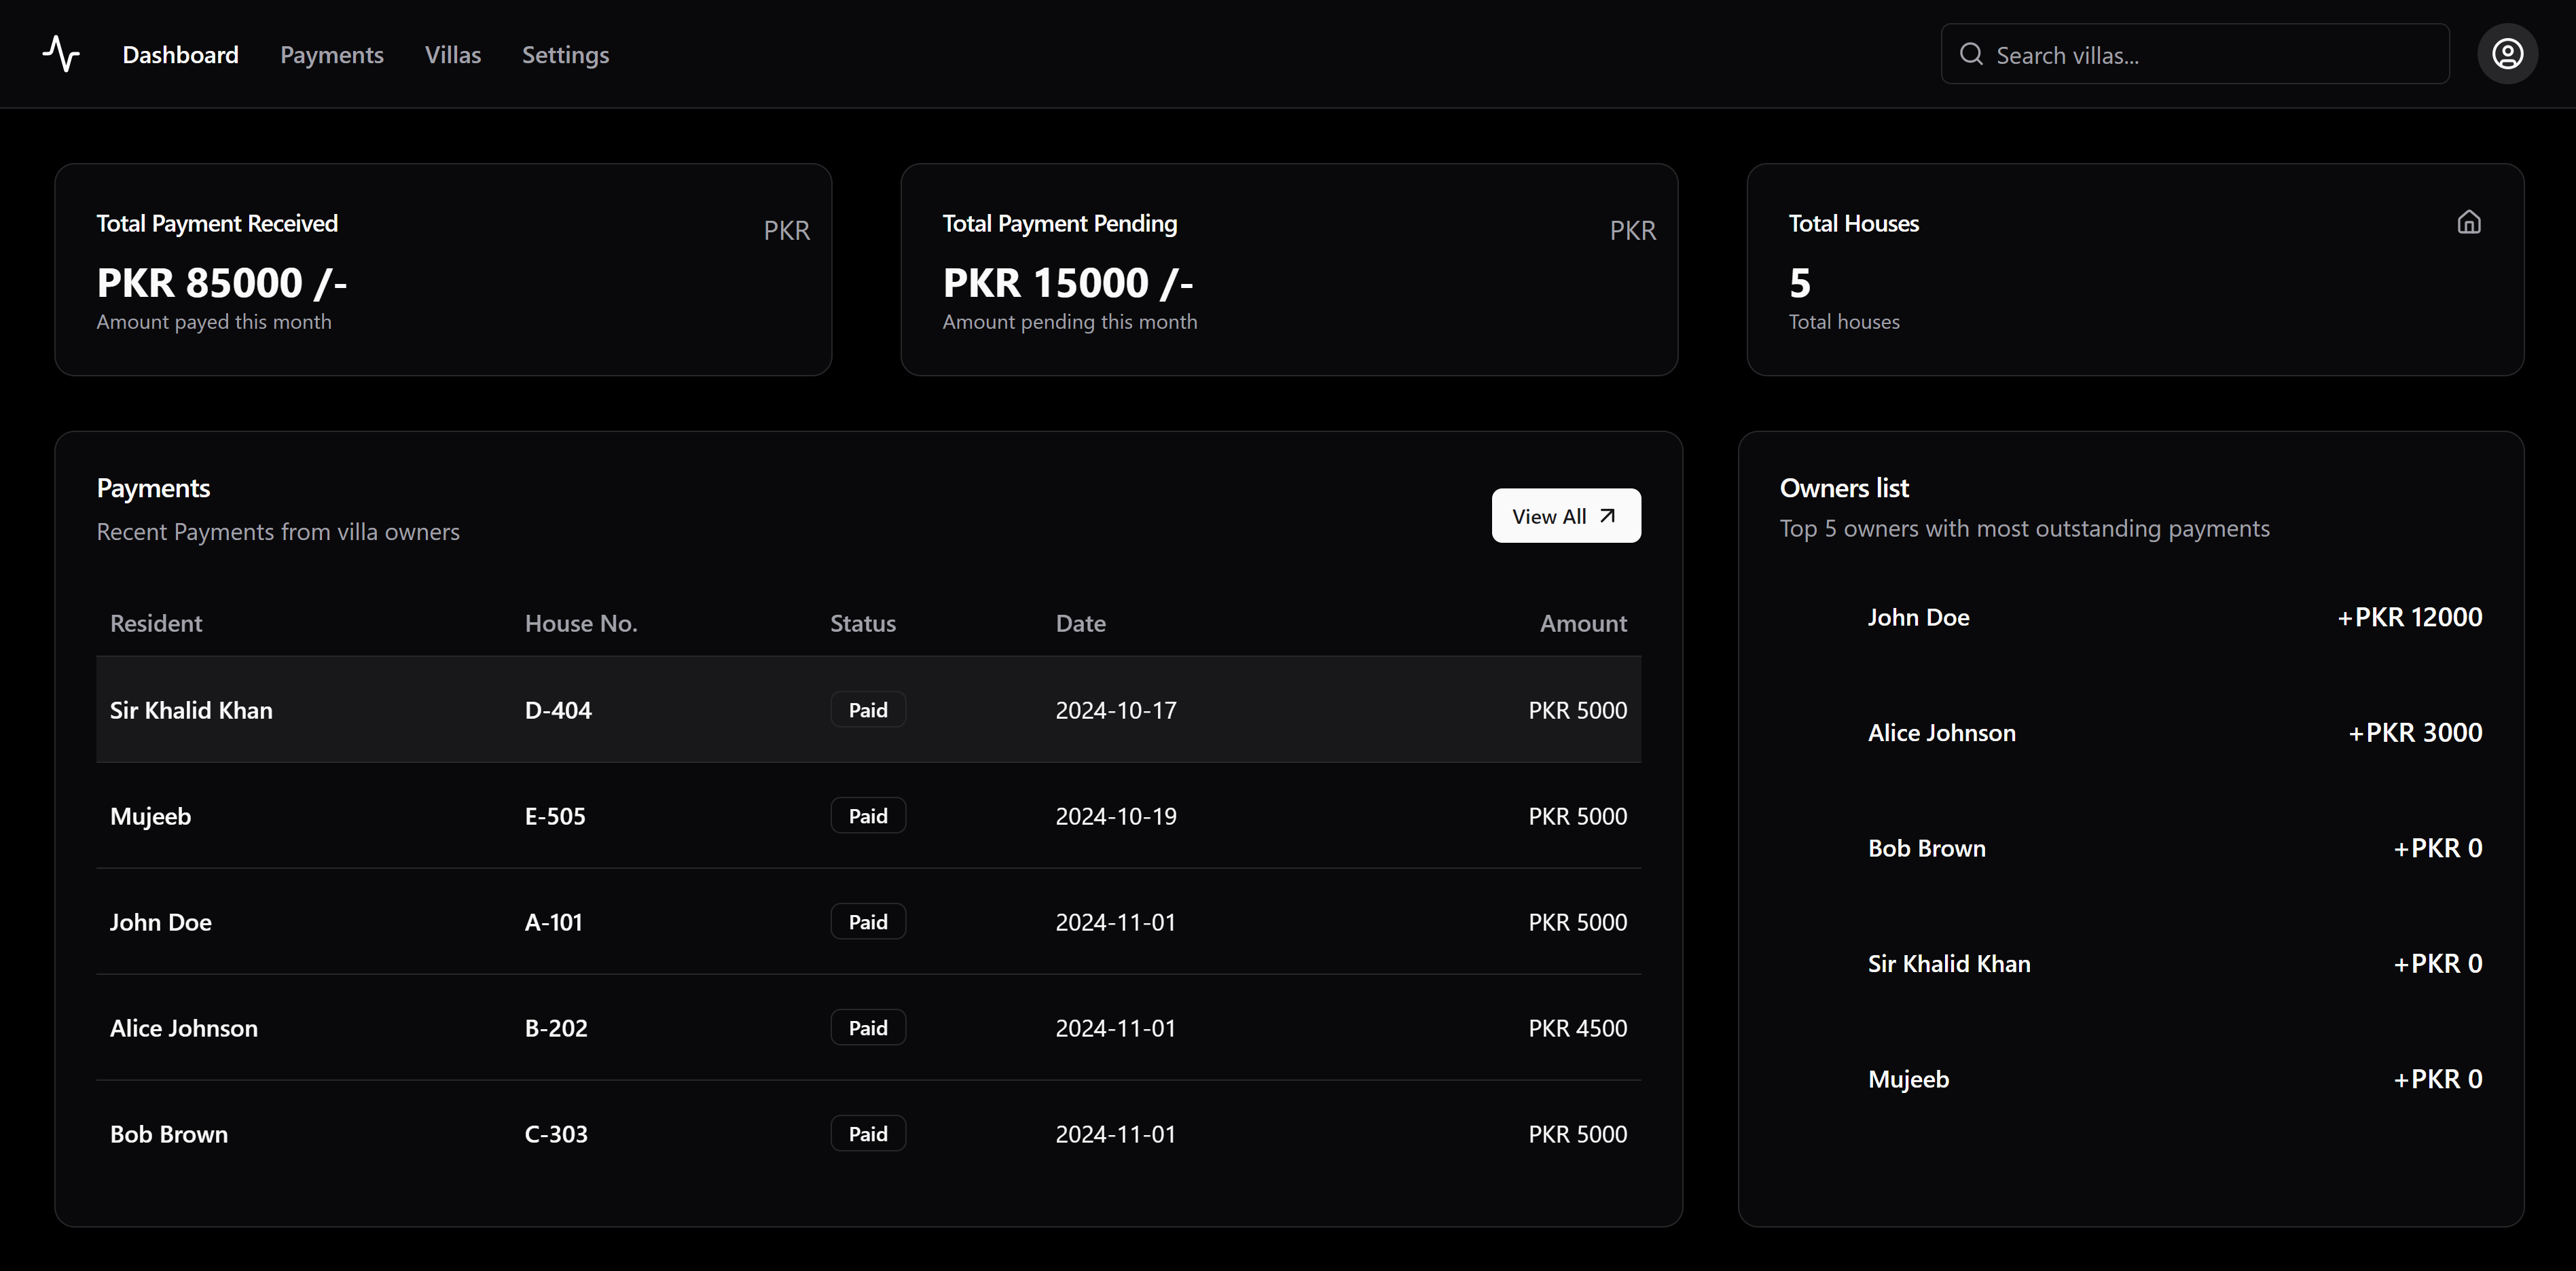 Dashboard Payments Villas Settings Search villas...
Total Payment Received PKR
PKR 85000 /-
Amount payed this month
Total Payment Pending PKR
PKR 15000 /-
Amount pending this month
Total Houses
5
Total houses
Payments
Recent Payments from villa owners
View All
Resident House No. Status Date Amount
Sir Khalid Khan D-404 Paid 2024-10-17 PKR 5000
Mujeeb E-505 Paid 2024-10-19 PKR 5000
John Doe A-101 Paid 2024-11-01 PKR 5000
Alice Johnson B-202 Paid 2024-11-01 PKR 4500
Bob Brown C-303 Paid 2024-11-01 PKR 5000
Owners list
Top 5 owners with most outstanding payments
John Doe +PKR 12000
Alice Johnson +PKR 3000
Bob Brown +PKR 0
Sir Khalid Khan +PKR 0
Mujeeb +PKR 0